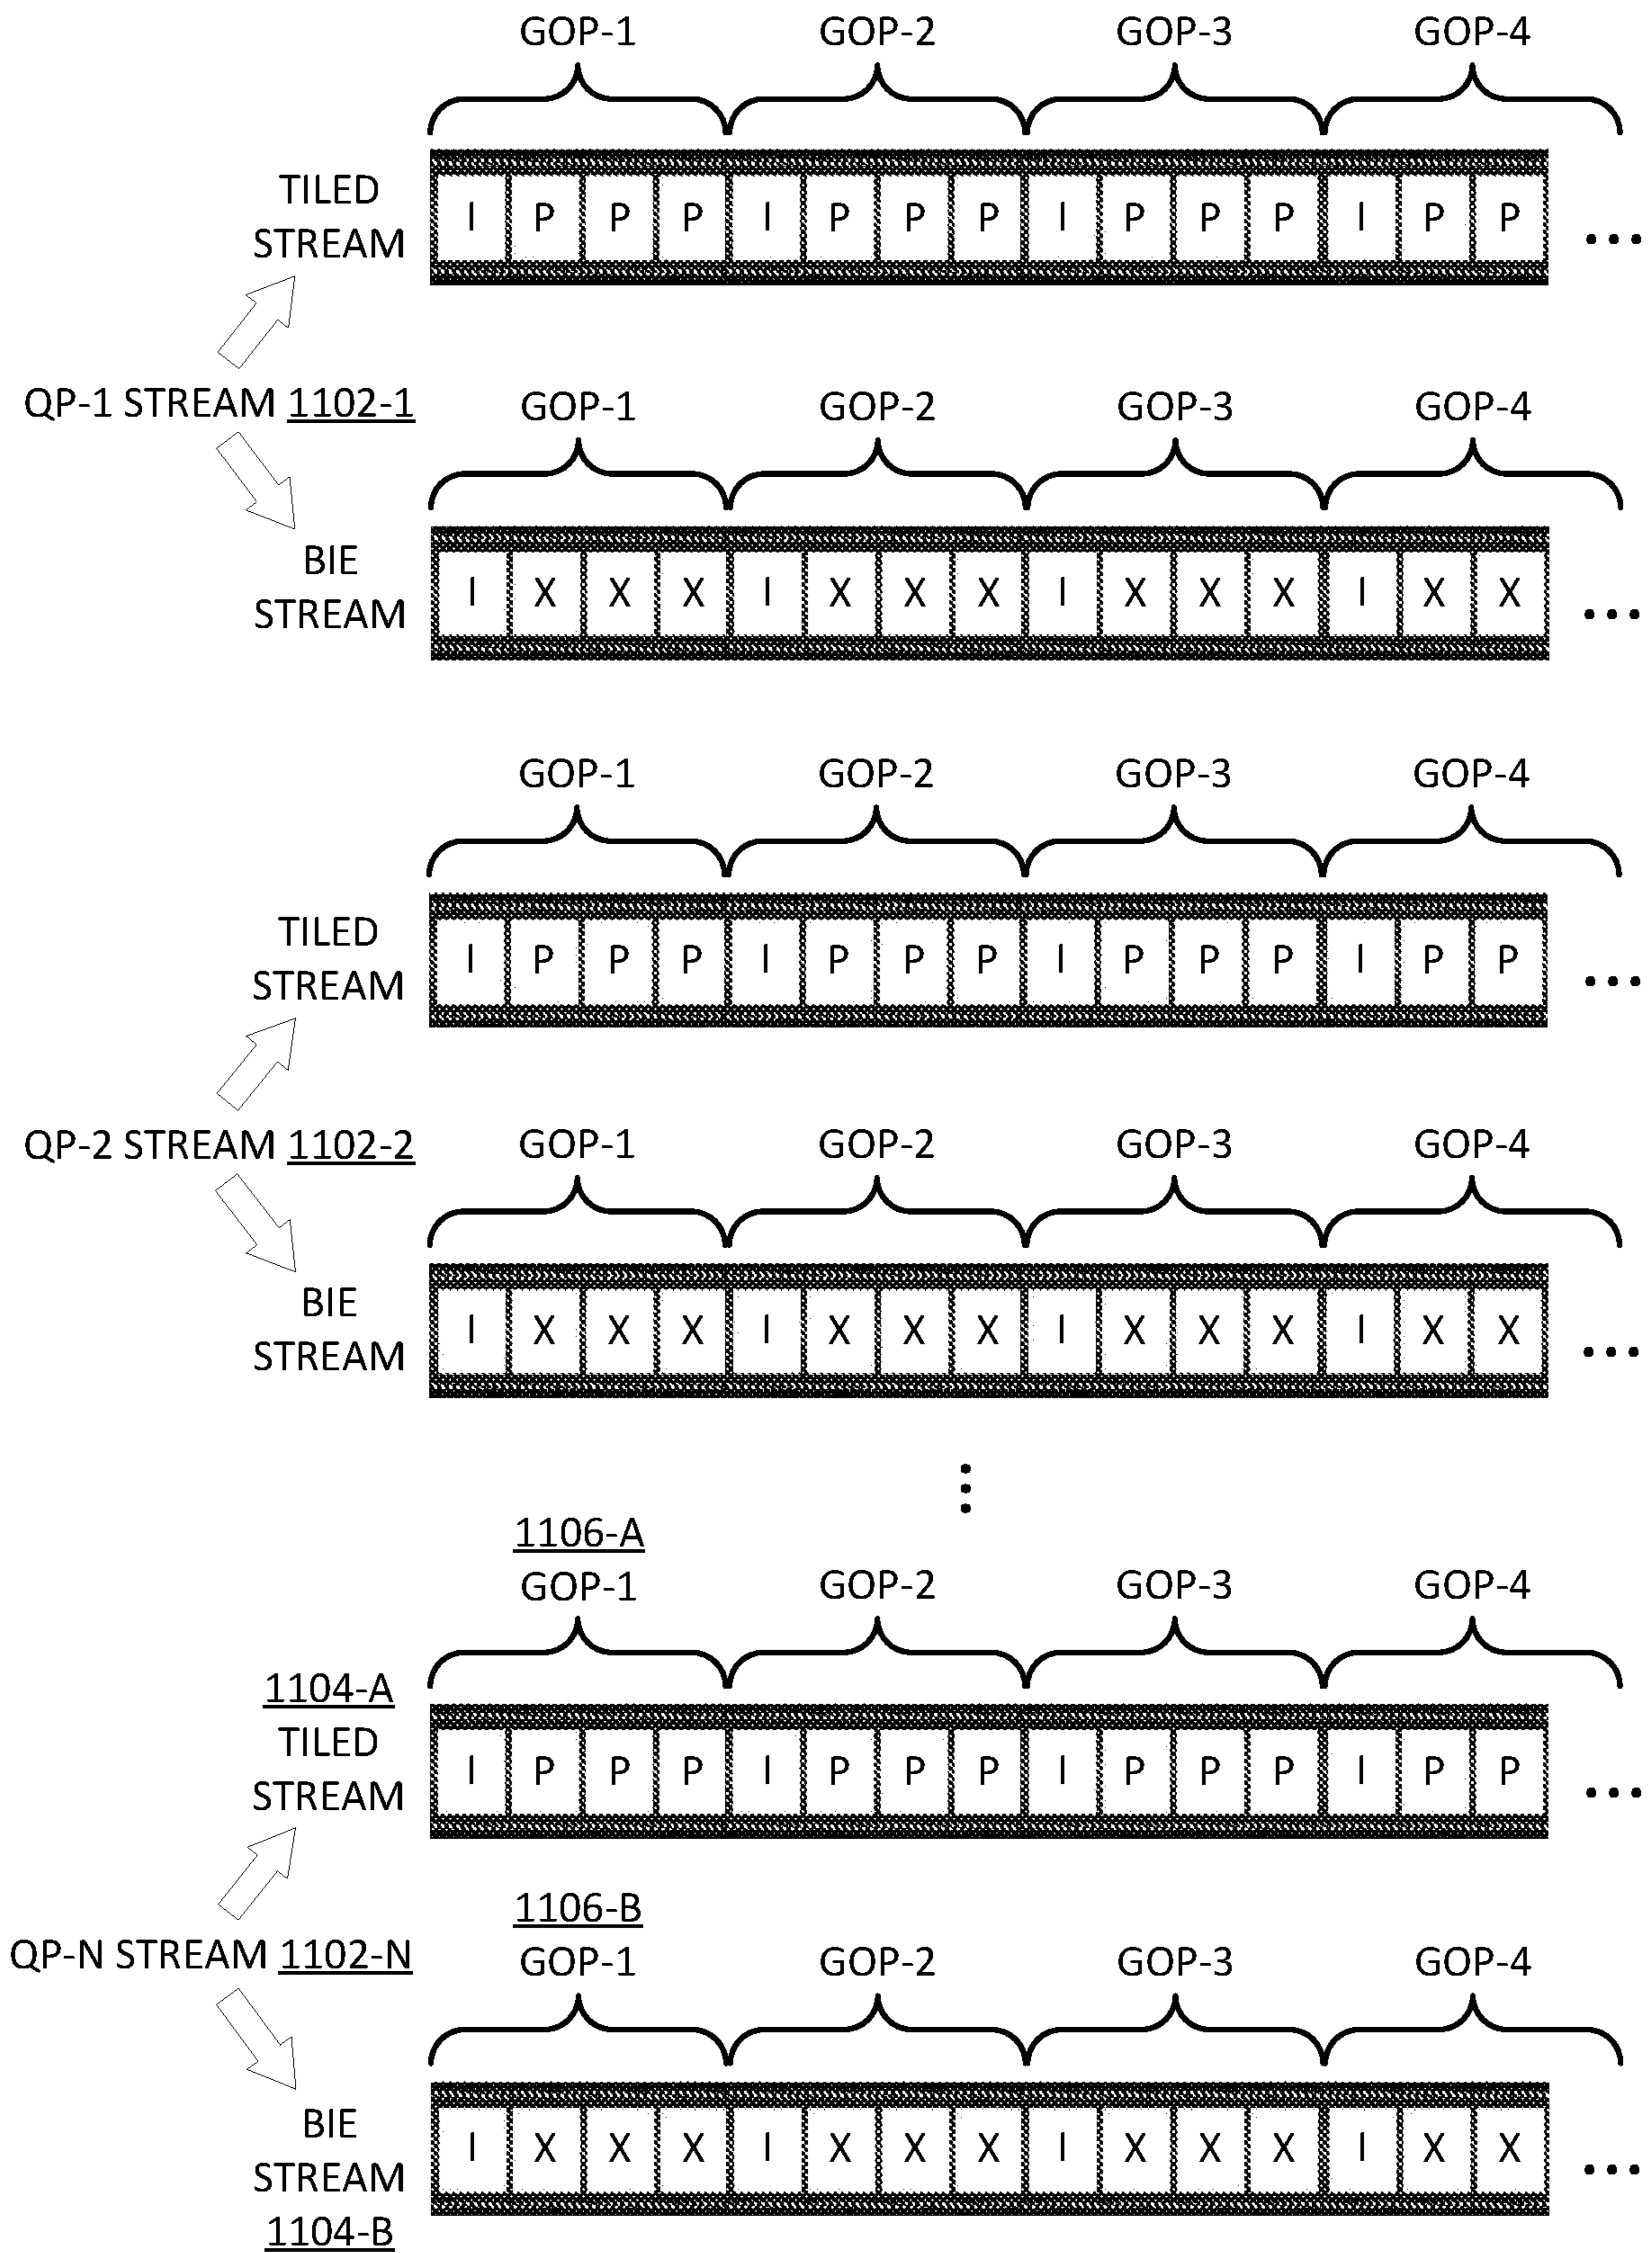 GOP-1 GOP-2 GOP-3 GOP-4
TILED
STREAM
I P P P I P P P I P P P I P P ...
QP-1 STREAM 1102-1
GOP-1 GOP-2 GOP-3 GOP-4
BIE
STREAM
I X X X I X X X I X X X I X X ...
GOP-1 GOP-2 GOP-3 GOP-4
TILED
STREAM
I P P P I P P P I P P P I P P ...
QP-2 STREAM 1102-2
GOP-1 GOP-2 GOP-3 GOP-4
BIE
STREAM
I X X X I X X X I X X X I X X ...
1106-A
GOP-1 GOP-2 GOP-3 GOP-4
1104-A
TILED
STREAM
I P P P I P P P I P P P I P P ...
1106-B
QP-N STREAM 1102-N
GOP-1 GOP-2 GOP-3 GOP-4
BIE
STREAM
1104-B
I X X X I X X X I X X X I X X ...